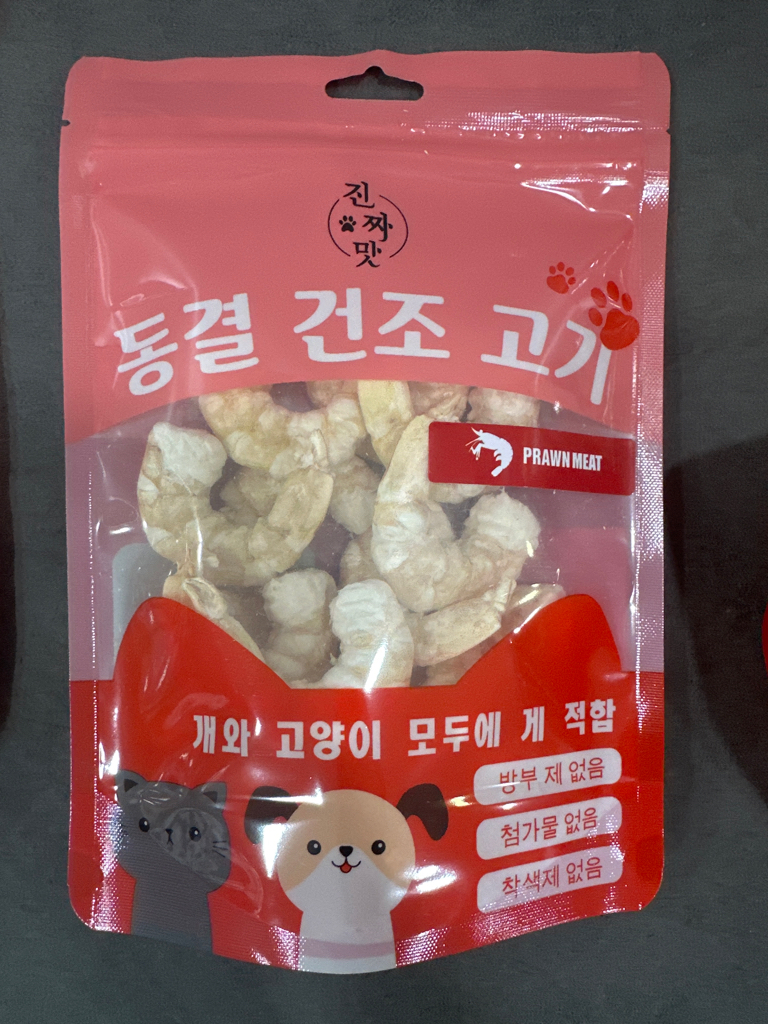 진
짜
맛
동결 건조 고기
PRAWN MEAT
개와 고양이 모두에 게 적합
방부 제 없음
첨가물 없음
착색제 없음